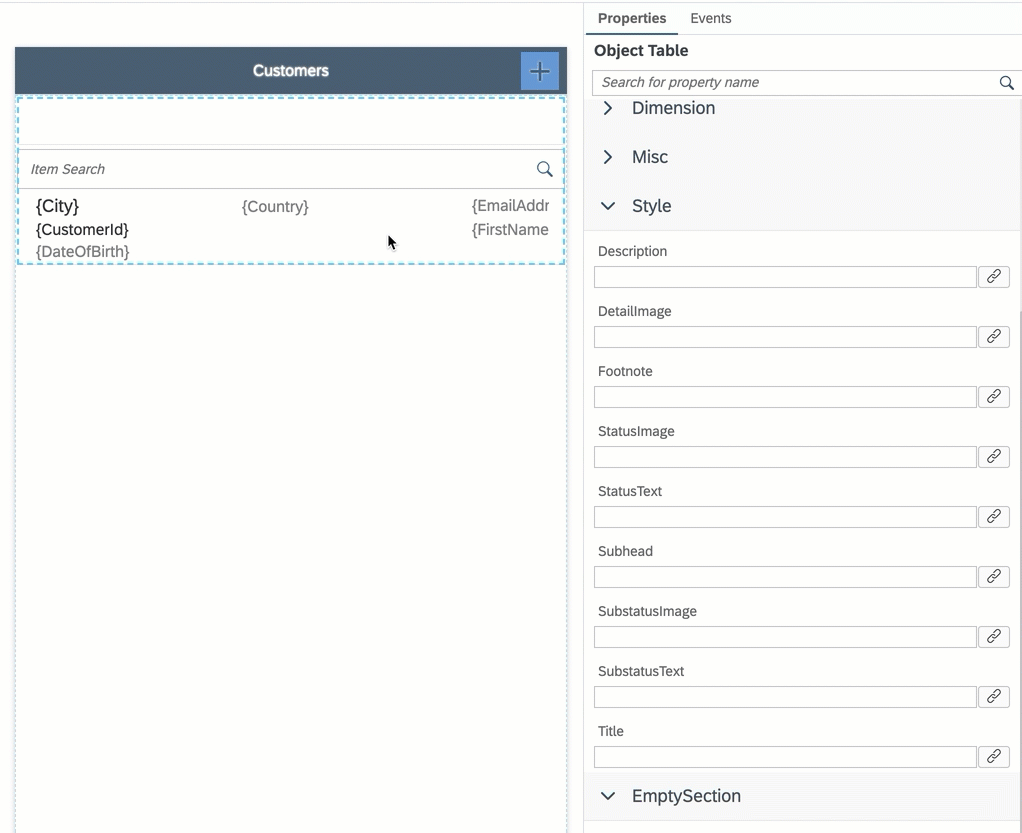 Customers
Item Search
{City} {Country} {EmailAddr
{CustomerId} {FirstName
{DateOfBirth}
Properties Events
Object Table
Search for property name
Dimension
Misc
Style
Description
DetailImage
Footnote
StatusImage
StatusText
Subhead
SubstatusImage
SubstatusText
Title
EmptySection